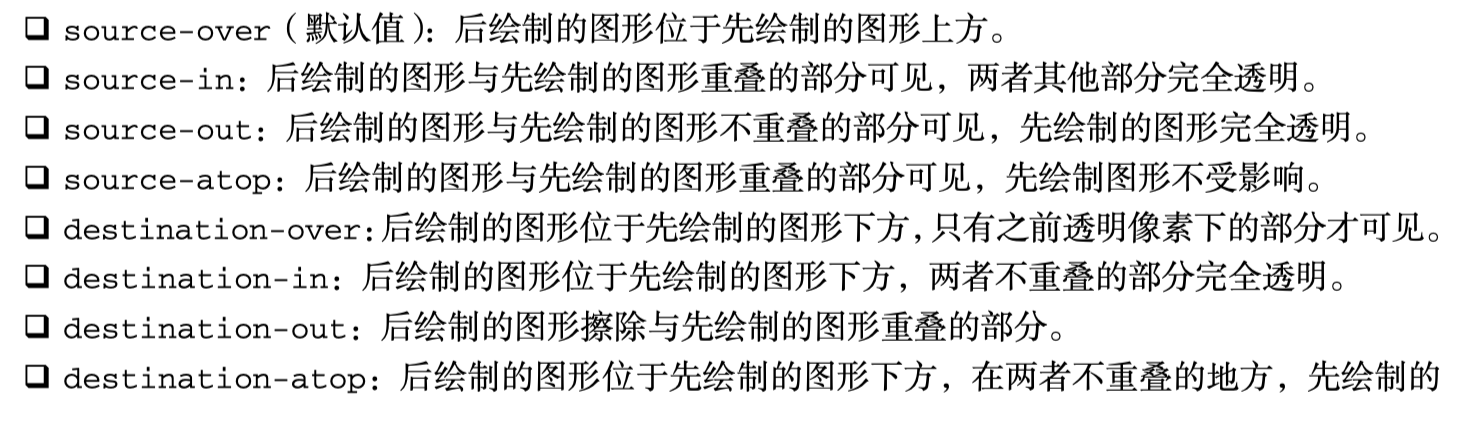 ❑ source-over（默认值）：后绘制的图形位于先绘制的图形上方。
❑ source-in：后绘制的图形与先绘制的图形重叠的部分可见，两者其他部分完全透明。
❑ source-out：后绘制的图形与先绘制的图形不重叠的部分可见，先绘制的图形完全透明。
❑ source-atop：后绘制的图形与先绘制的图形重叠的部分可见，先绘制图形不受影响。
❑ destination-over：后绘制的图形位于先绘制的图形下方，只有之前透明像素下的部分才可见。
❑ destination-in：后绘制的图形位于先绘制的图形下方，两者不重叠的部分完全透明。
❑ destination-out：后绘制的图形擦除与先绘制的图形重叠的部分。
❑ destination-atop：后绘制的图形位于先绘制的图形下方，在两者不重叠的地方，先绘制的